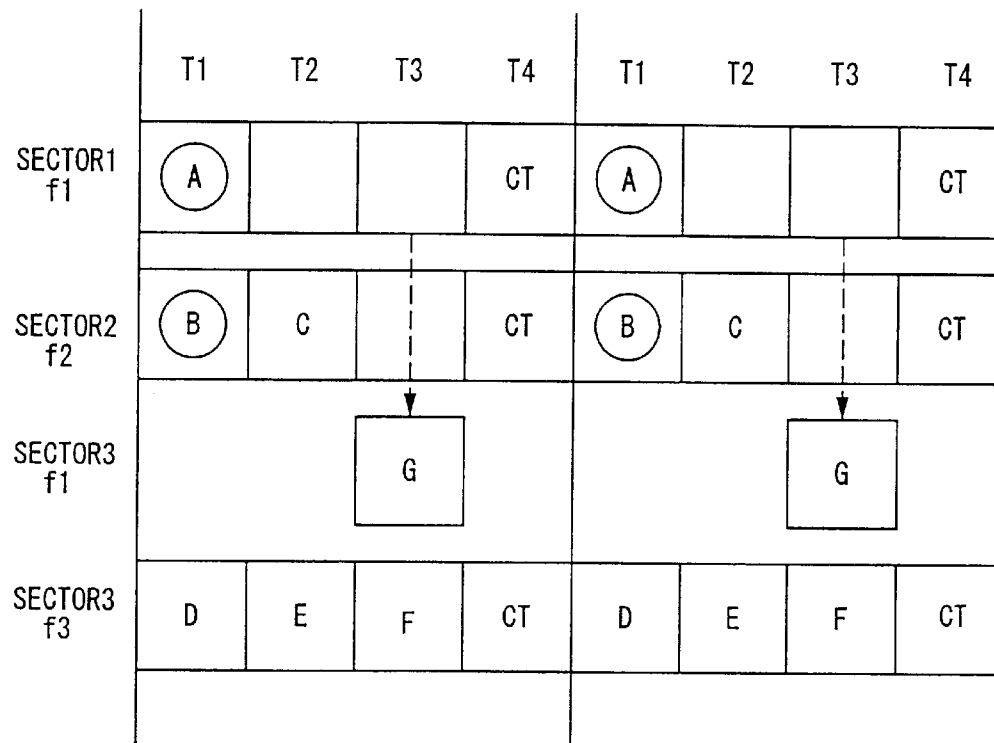 T1 T2 T3 T4 T1 T2 T3 T4
SECTOR1 A CT A CT
f1
SECTOR2 B C CT B C CT
f2
SECTOR3 G G
f1
SECTOR3 D E F CT D E F CT
f3